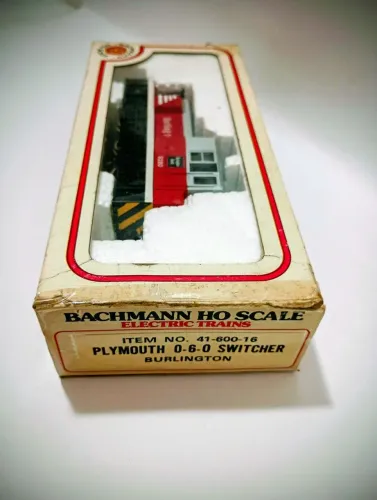 BACHMANN HO SCALE
ELECTRIC TRAINS
ITEM NO. 41-600-16
PLYMOUTH 0-6-0 SWITCHER
BURLINGTON